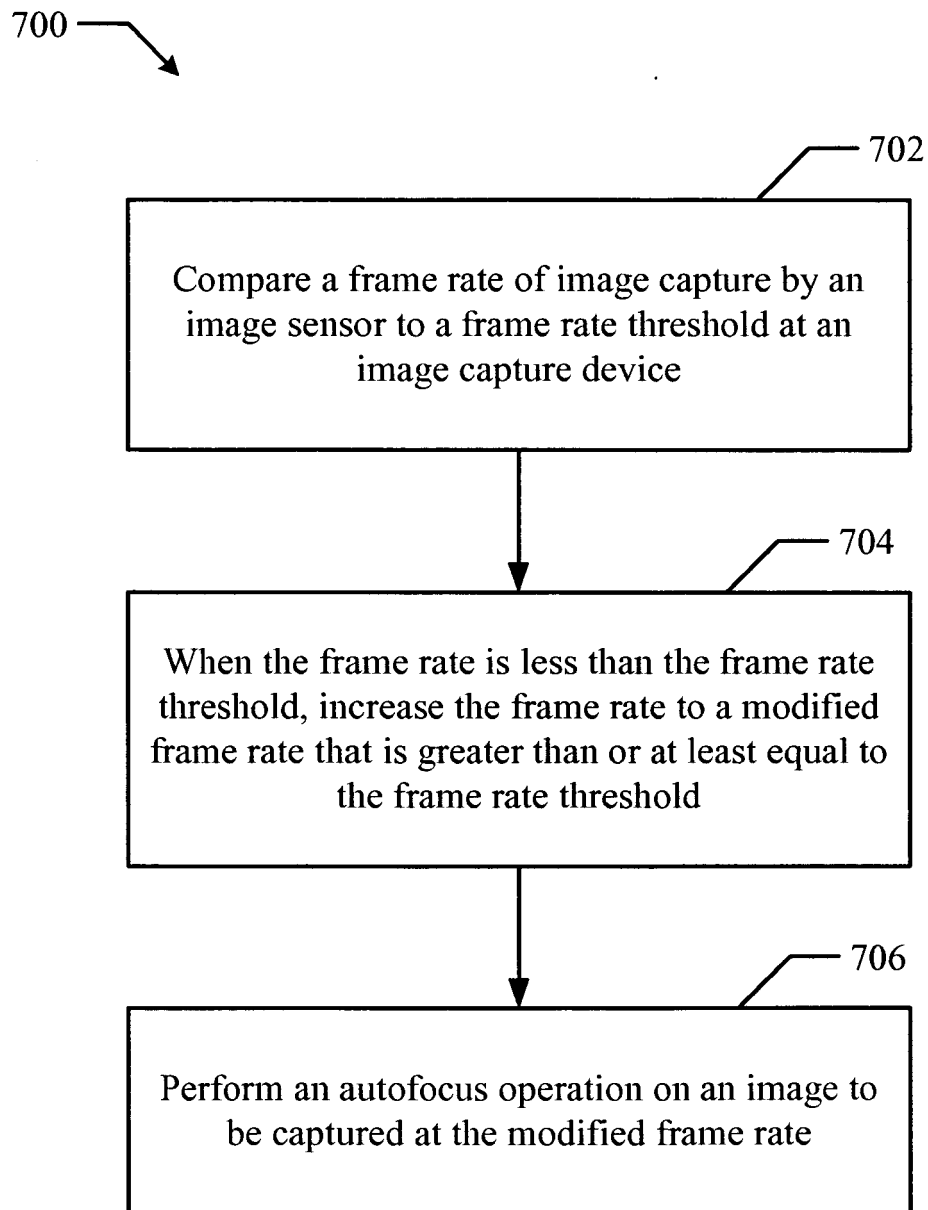 700
702
Compare a frame rate of image capture by an
image sensor to a frame rate threshold at an
image capture device
704
When the frame rate is less than the frame rate
threshold, increase the frame rate to a modified
frame rate that is greater than or at least equal to
the frame rate threshold
706
Perform an autofocus operation on an image to
be captured at the modified frame rate